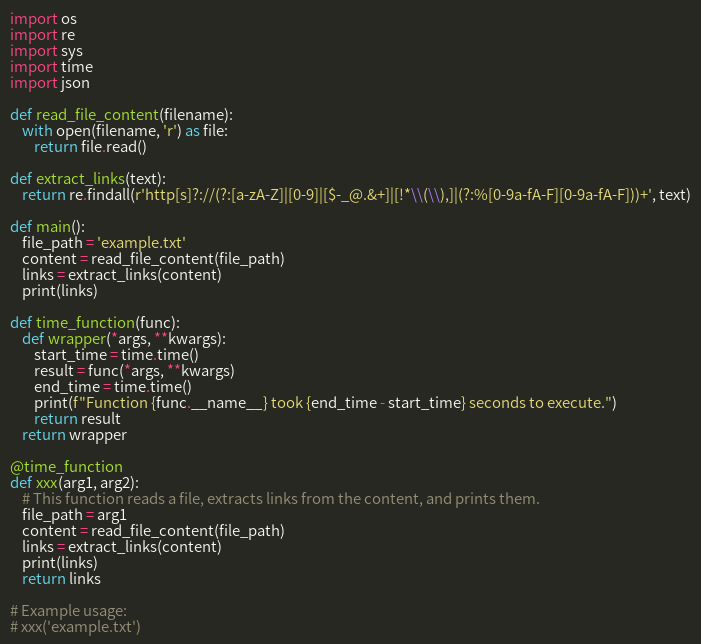 import os
import re
import sys
import time
import json

def read_file_content(filename):
    with open(filename, 'r') as file:
        return file.read()

def extract_links(text):
    return re.findall(r'http[s]?://(?:[a-zA-Z]|[0-9]|[$-_@.&+]|[!*\\(\\),]|(?:%[0-9a-fA-F][0-9a-fA-F]))+', text)

def main():
    file_path = 'example.txt'
    content = read_file_content(file_path)
    links = extract_links(content)
    print(links)

def time_function(func):
    def wrapper(*args, **kwargs):
        start_time = time.time()
        result = func(*args, **kwargs)
        end_time = time.time()
        print(f"Function {func.__name__} took {end_time - start_time} seconds to execute.")
        return result
    return wrapper

@time_function
def xxx(arg1, arg2):
    # This function reads a file, extracts links from the content, and prints them.
    file_path = arg1
    content = read_file_content(file_path)
    links = extract_links(content)
    print(links)
    return links

# Example usage:
# xxx('example.txt')